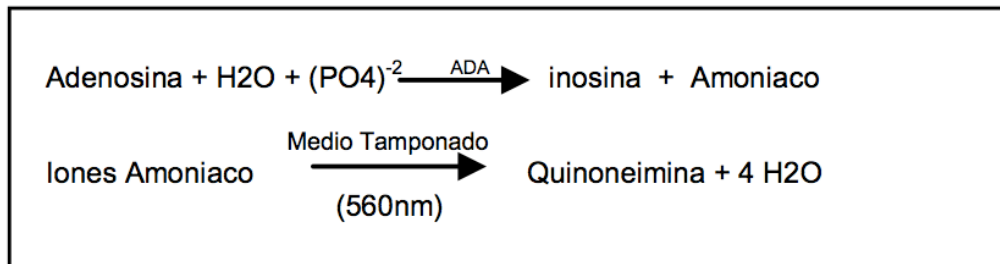 Adenosina + H2O + (PO4)⁻² ADA inosina + Amoniaco
Medio Tamponado
Iones Amoniaco Quinoneimina + 4 H2O
(560nm)